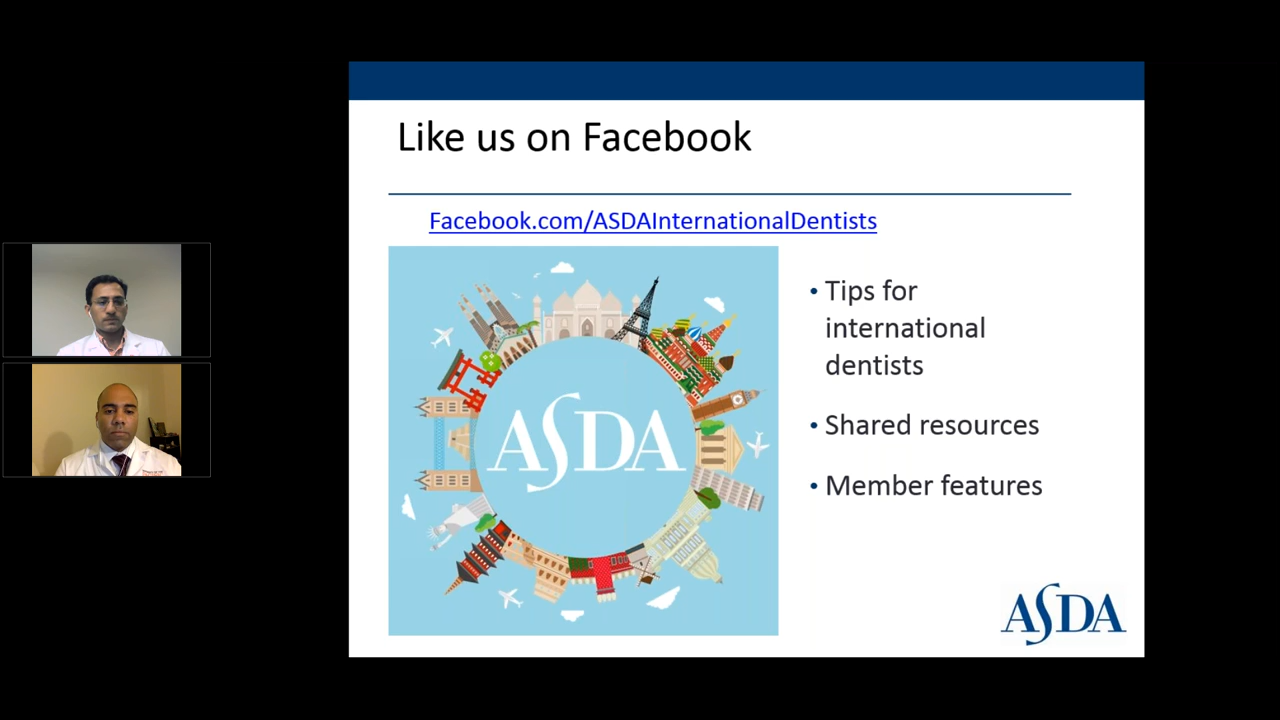 Like us on Facebook
Facebook.com/ASDAInternationalDentists
ASDA
• Tips for
international
dentists
• Shared resources
• Member features
ASDA